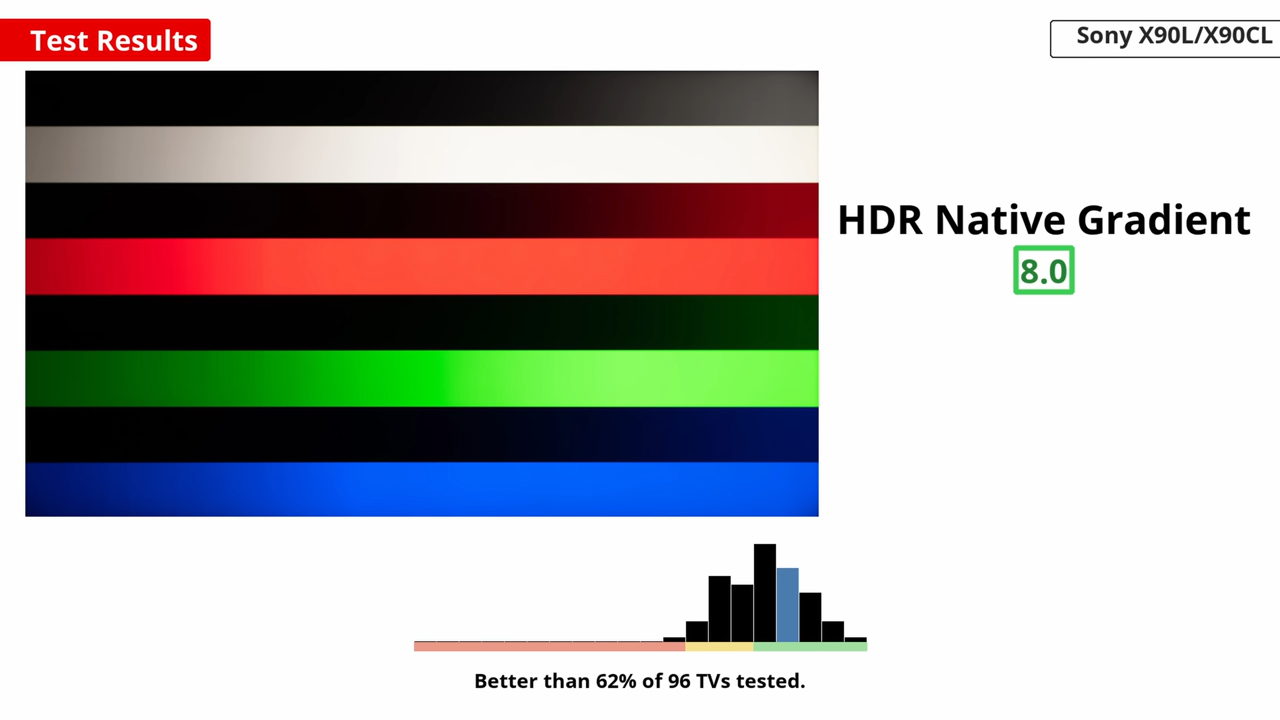 Test Results
Sony X90L/X90CL
HDR Native Gradient
8.0
Better than 62% of 96 TVs tested.